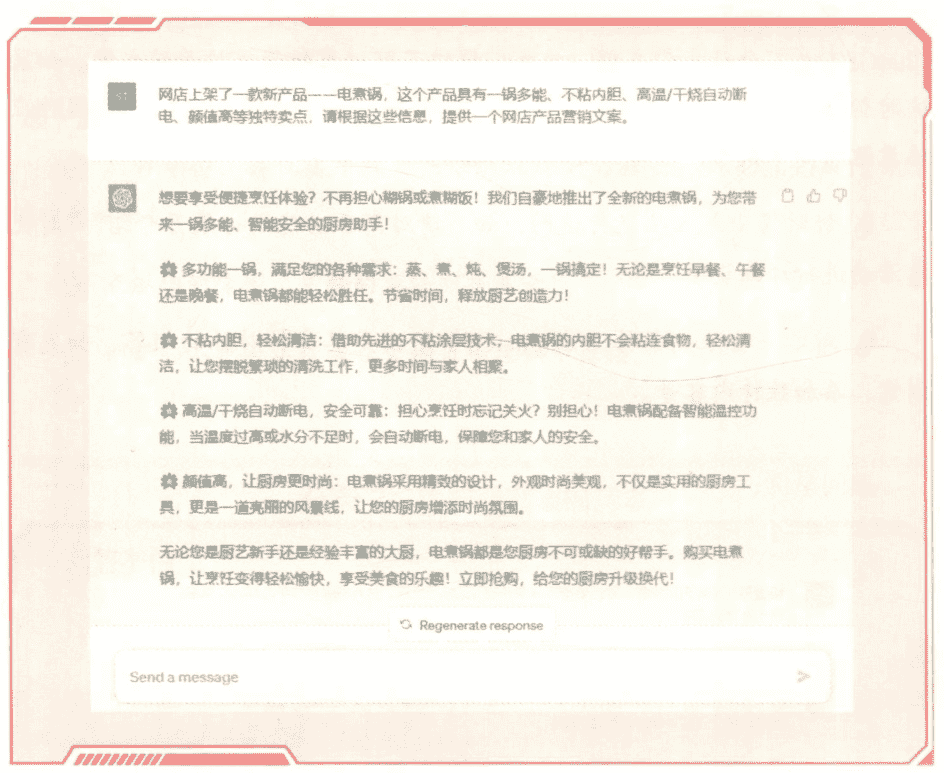 网店上架了一款新产品——电煮锅，这个产品具有一锅多能、不粘内胆、高温/干烧自动断
电、颜值高等独特卖点，请根据这些信息，提供一个网店产品营销文案。
想要享受便捷烹饪体验？不再担心糊锅或煮糊饭！我们自豪地推出了全新的电煮锅，为您带
来一锅多能、智能安全的厨房助手！
多功能一锅，满足您的各种需求：蒸、煮、炖、煲汤，一锅搞定！无论是烹饪早餐、午餐
还是晚餐，电煮锅都能轻松胜任。节省时间，释放厨艺创造力！
不粘内胆，轻松清洁：借助先进的不粘涂层技术，电煮锅的内胆不会粘连食物，轻松清
洁，让您摆脱繁琐的清洗工作，更多时间与家人相聚。
高温/干烧自动断电，安全可靠：担心烹饪时忘记关火？别担心！电煮锅配备智能温控功
能，当温度过高或水分不足时，会自动断电，保障您和家人的安全。
颜值高，让厨房更时尚：电煮锅采用精致的设计，外观时尚美观，不仅是实用的厨房工
具，更是一道亮丽的风景线，让您的厨房增添时尚氛围。
无论您是厨艺新手还是经验丰富的大厨，电煮锅都是您厨房不可或缺的好帮手。购买电煮
锅，让烹饪变得轻松愉快，享受美食的乐趣！立即抢购，给您的厨房升级换代！
Regenerate response
Send a message